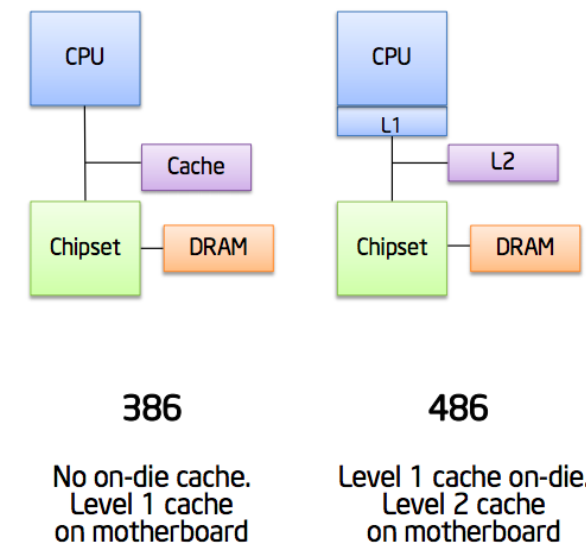 CPU
Cache
Chipset
DRAM
386
No on-die cache.
Level 1 cache
on motherboard
CPU
L1
L2
Chipset
DRAM
486
Level 1 cache on-die.
Level 2 cache
on motherboard